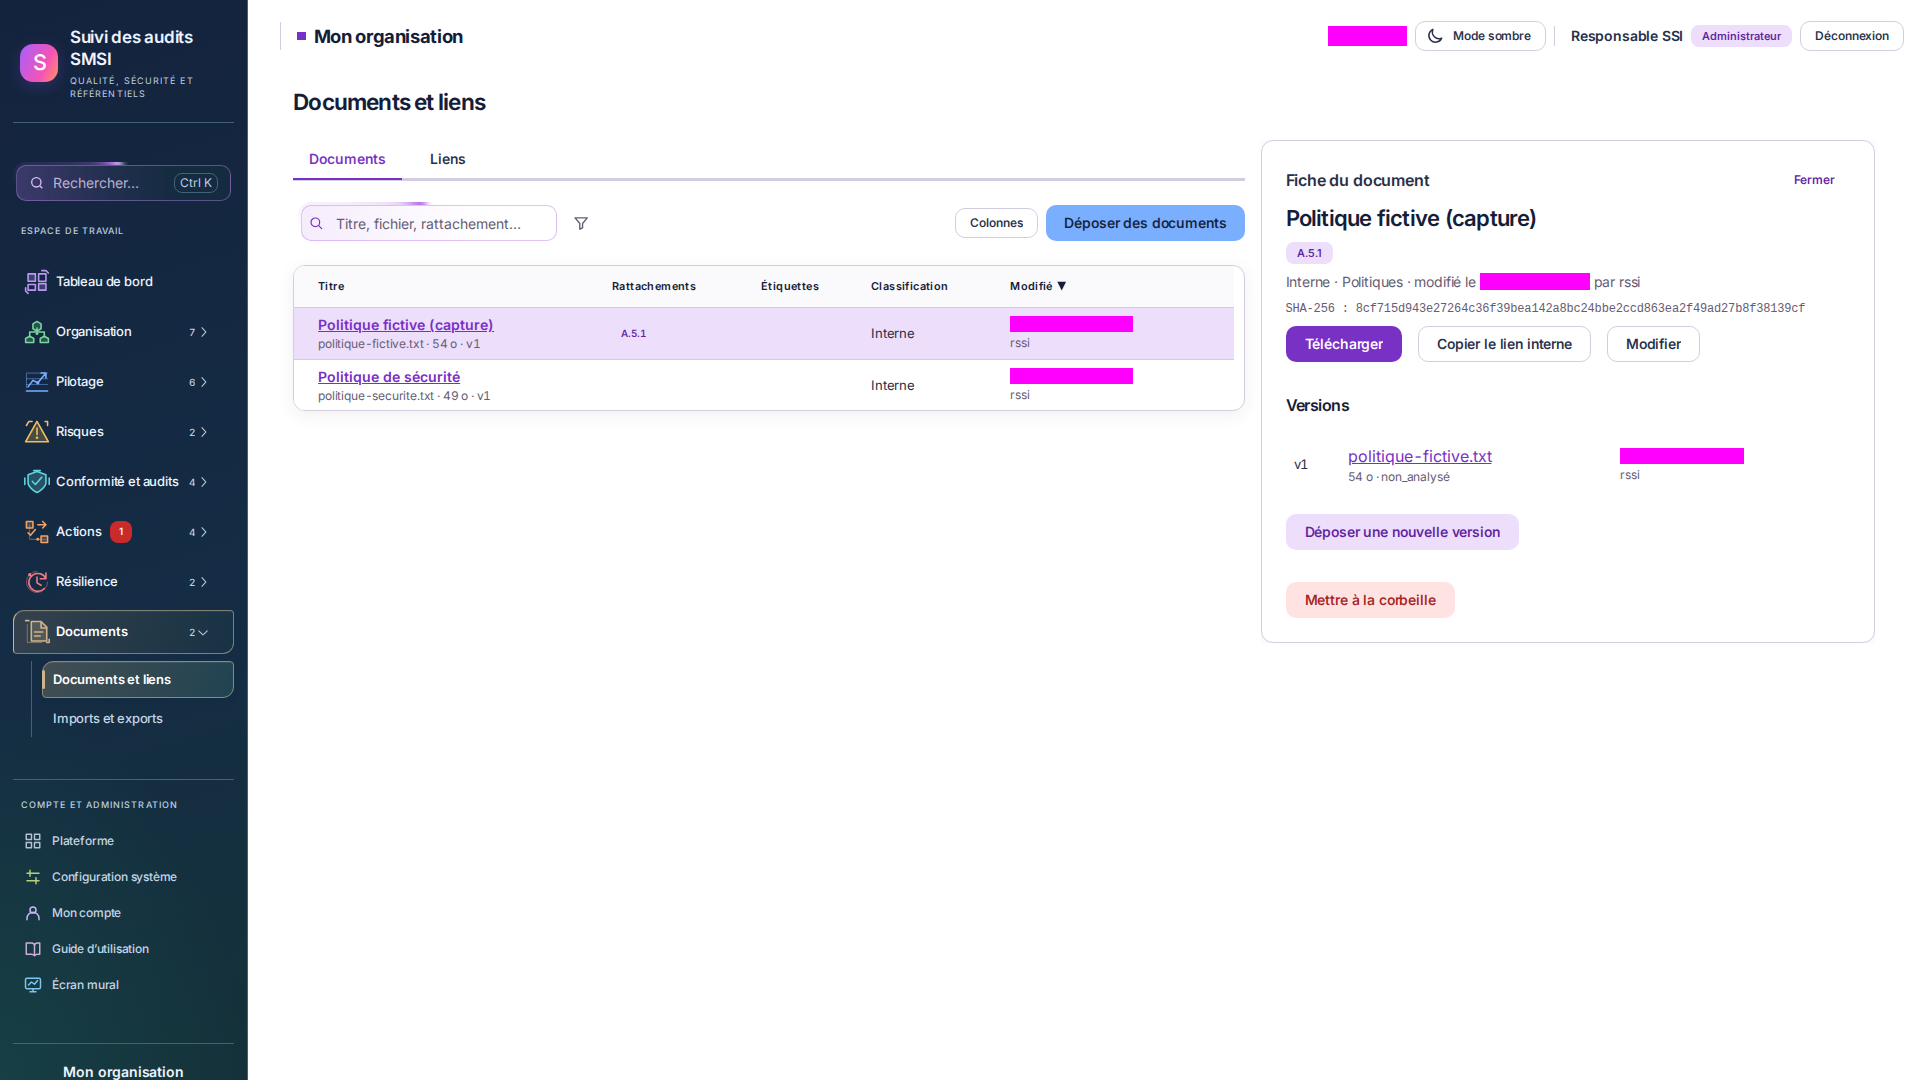 Suivi des audits
SMSI
QUALITÉ, SÉCURITÉ ET
RÉFÉRENTIELS
S
Rechercher...
Ctrl K
ESPACE DE TRAVAIL
Tableau de bord
Organisation 7
Pilotage 6
Risques 2
Conformité et audits 4
Actions 1 4
Résilience 2
Documents 2
Documents et liens
Imports et exports
COMPTE ET ADMINISTRATION
Plateforme
Configuration système
Mon compte
Guide d’utilisation
Écran mural
Mon organisation
Mon organisation
Mode sombre
Responsable SSI
Administrateur
Déconnexion
Documents et liens
Documents
Liens
Titre, fichier, rattachement...
Colonnes
Déposer des documents
Titre Rattachements Étiquettes Classification Modifié ▼
Politique fictive (capture)
politique-fictive.txt · 54 o · v1
A.5.1
Interne
rssi
Politique de sécurité
politique-securite.txt · 49 o · v1
Interne
rssi
Fiche du document
Fermer
Politique fictive (capture)
A.5.1
Interne · Politiques · modifié le par rssi
SHA-256 : 8cf715d943e27264c36f39bea142a8bc24bbe2ccd863ea2f49ad27b8f38139cf
Télécharger
Copier le lien interne
Modifier
Versions
v1
politique-fictive.txt
54 o · non_analysé
rssi
Déposer une nouvelle version
Mettre à la corbeille